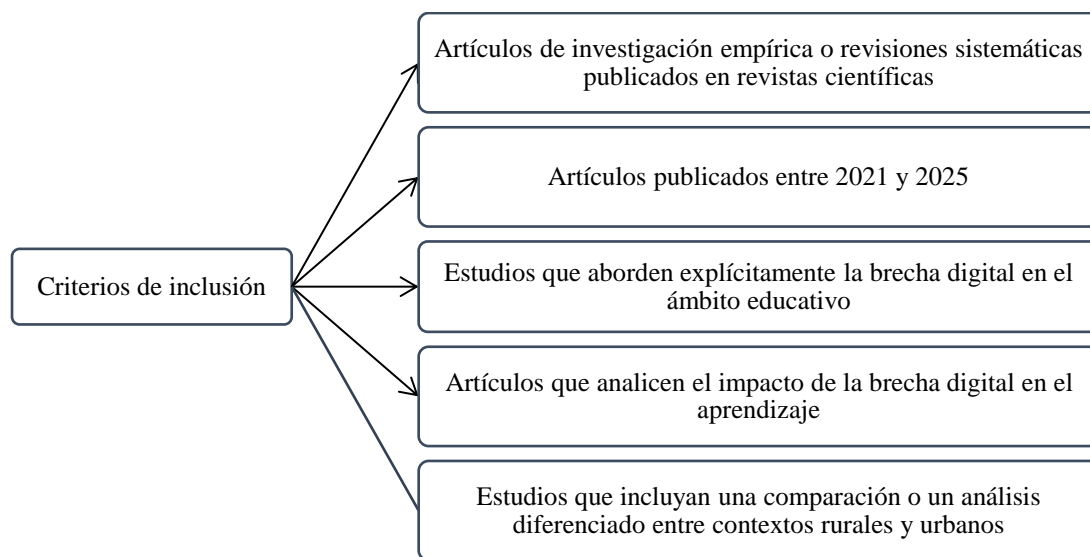 Criterios de inclusión
Artículos de investigación empírica o revisiones sistemáticas
publicados en revistas científicas
Artículos publicados entre 2021 y 2025
Estudios que aborden explícitamente la brecha digital en el
ámbito educativo
Artículos que analicen el impacto de la brecha digital en el
aprendizaje
Estudios que incluyan una comparación o un análisis
diferenciado entre contextos rurales y urbanos